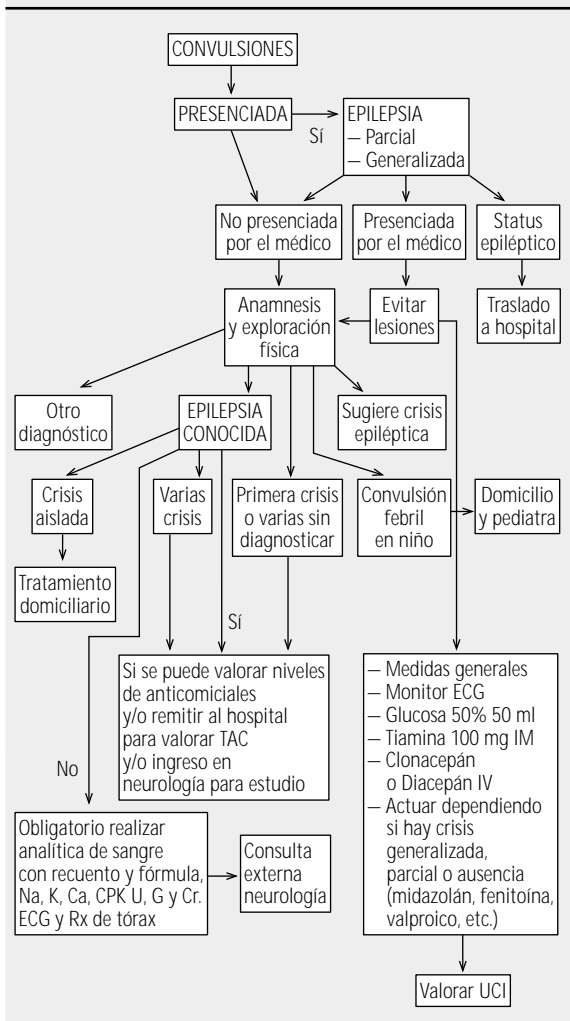 CONVULSIONES
PRESENCIADA
Sí
EPILEPSIA
— Parcial
— Generalizada
No presenciada
por el médico
Presenciada
por el médico
Status
epiléptico
Anamnesis
y exploración
física
Evitar
lesiones
Traslado
a hospital
Otro
diagnóstico
EPILEPSIA
CONOCIDA
Sugiere crisis
epiléptica
Crisis
aislada
Varias
crisis
Primera crisis
o varias sin
diagnosticar
Convulsión
febril
en niño
Domicilio
y pediatra
Tratamiento
domiciliario
Sí
Si se puede valorar niveles
de anticomiciales
y/o remitir al hospital
para valorar TAC
y/o ingreso en
neurología para estudio
— Medidas generales
— Monitor ECG
— Glucosa 50% 50 ml
— Tiamina 100 mg IM
— Clonacepán
o Diacepán IV
— Actuar dependiendo
si hay crisis
generalizada,
parcial o ausencia
(midazolán, fenitoína,
valproico, etc.)
No
Obligatorio realizar
analítica de sangre
con recuento y fórmula,
Na, K, Ca, CPK U, G y Cr.
ECG y Rx de tórax
Consulta
externa
neurología
Valorar UCI